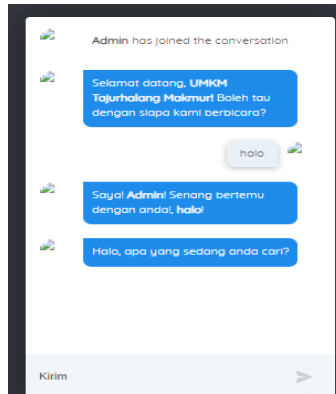 Admin has joined the conversation
Selamat datang, UMKM
Tajurhalang Makmur! Boleh tau
dengan siapa kami berbicara?
halo
Saya! Admin! Senang bertemu
dengan anda!, halo!
Halo, apa yang sedang anda cari?
Kirim